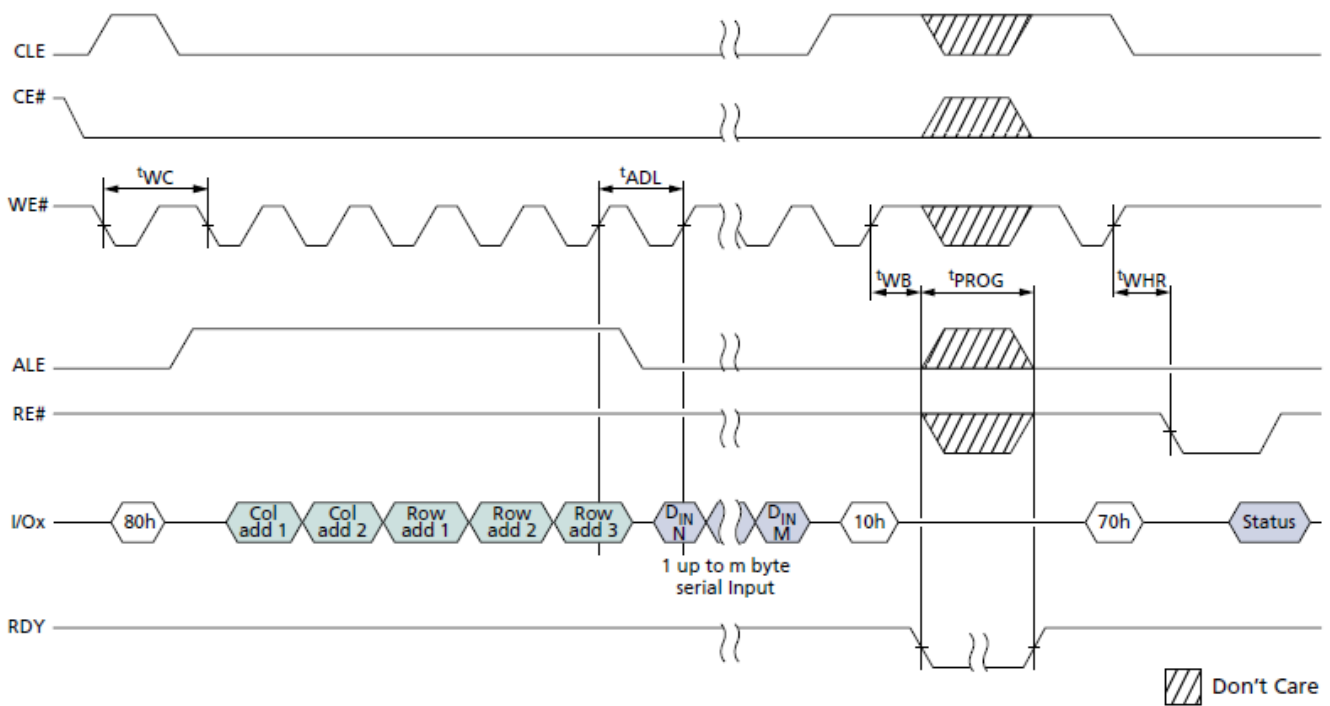 CLE
CE#
tWC
tADL
WE#
tWB
tPROG
tWHR
ALE
RE#
I/Ox
80h
Col
add 1
Col
add 2
Row
add 1
Row
add 2
Row
add 3
DIN
N
DIN
M
10h
70h
Status
1 up to m byte
serial Input
RDY
Don't Care